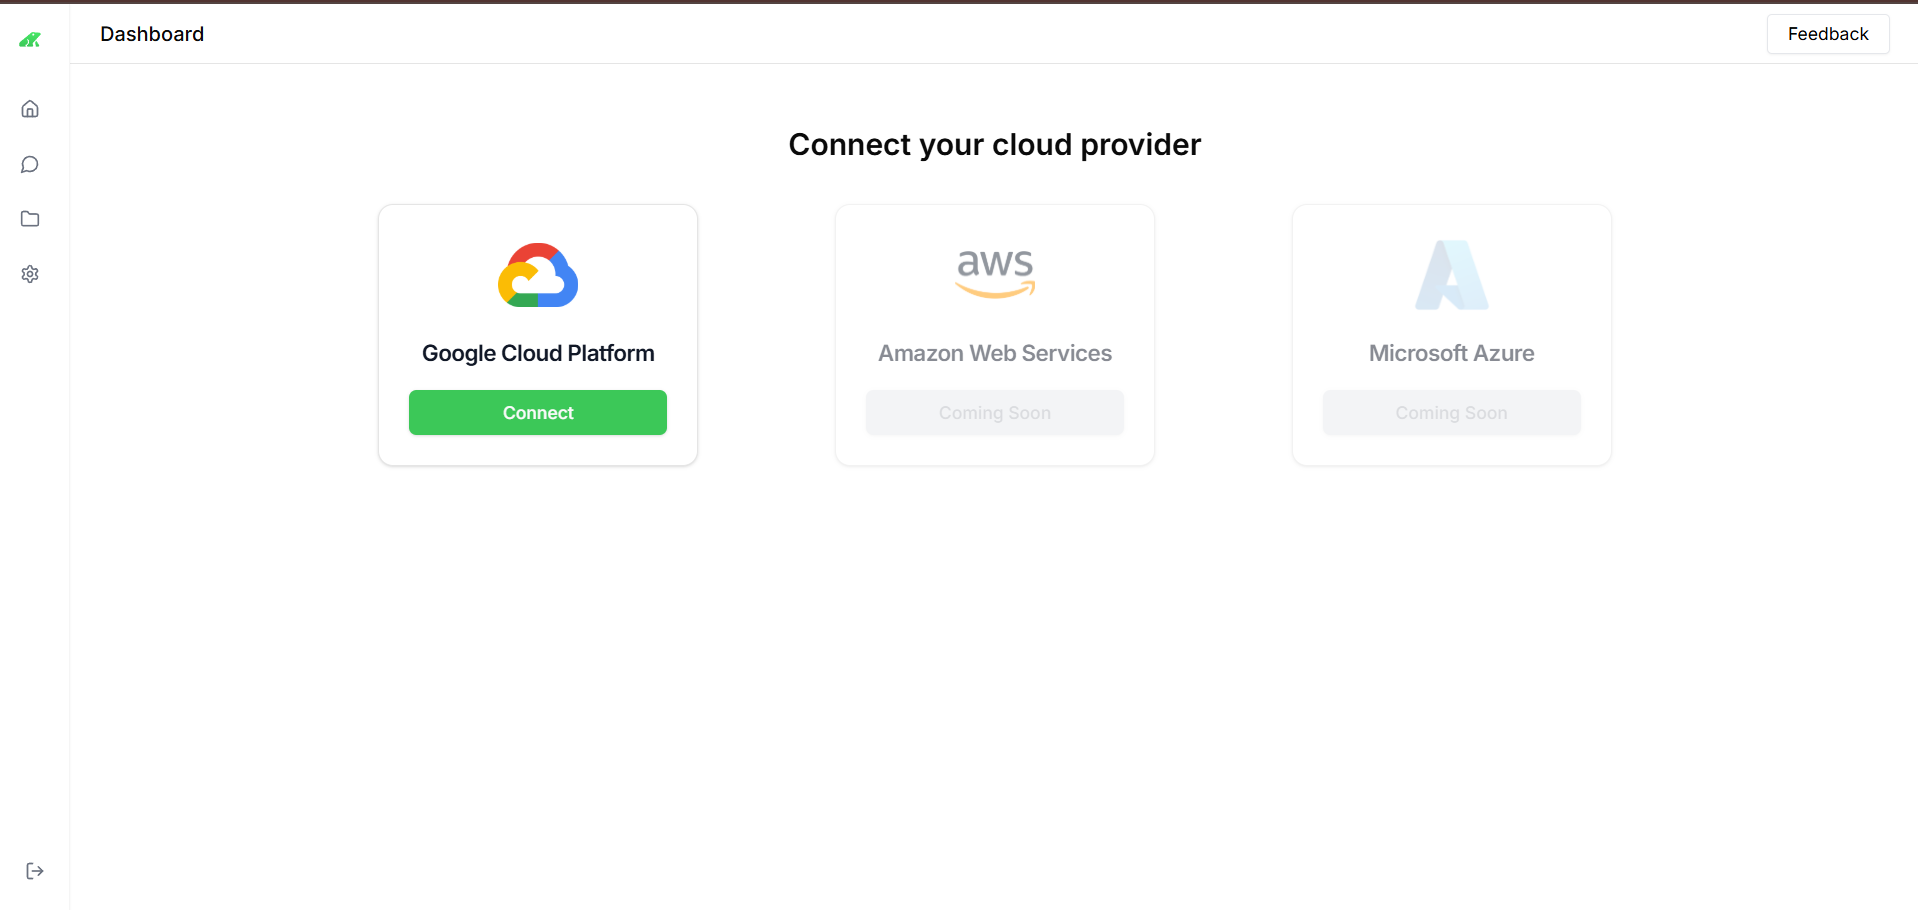 Dashboard
Feedback
Connect your cloud provider
Google Cloud Platform
Connect
aws
Amazon Web Services
Coming Soon
Microsoft Azure
Coming Soon